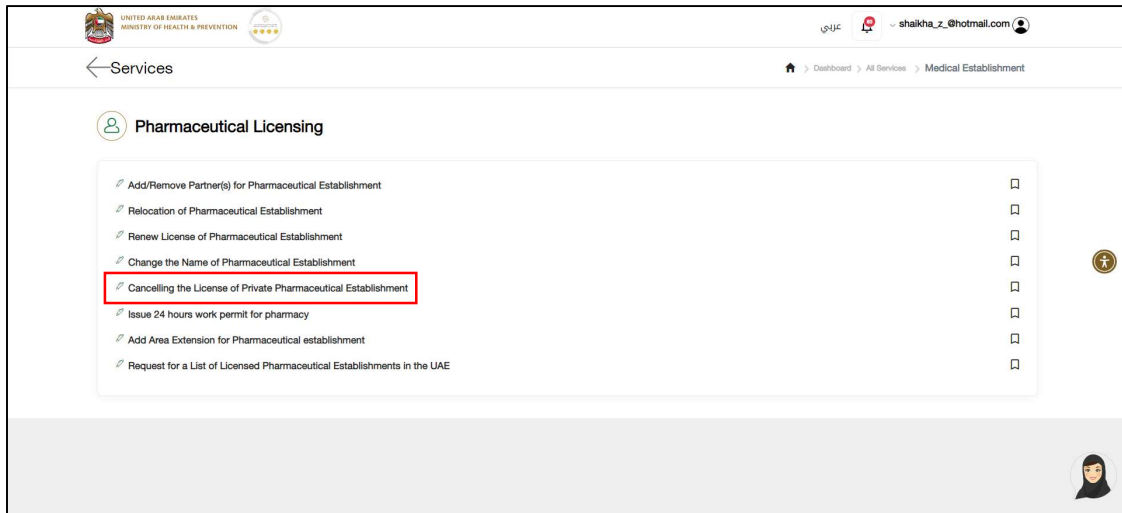 UNITED ARAB EMIRATES
MINISTRY OF HEALTH & PREVENTION
عربي
shaikha_z_@hotmail.com
Services
Dashboard > All Services > Medical Establishment
Pharmaceutical Licensing
Add/Remove Partner(s) for Pharmaceutical Establishment
Relocation of Pharmaceutical Establishment
Renew License of Pharmaceutical Establishment
Change the Name of Pharmaceutical Establishment
Cancelling the License of Private Pharmaceutical Establishment
Issue 24 hours work permit for pharmacy
Add Area Extension for Pharmaceutical establishment
Request for a List of Licensed Pharmaceutical Establishments in the UAE